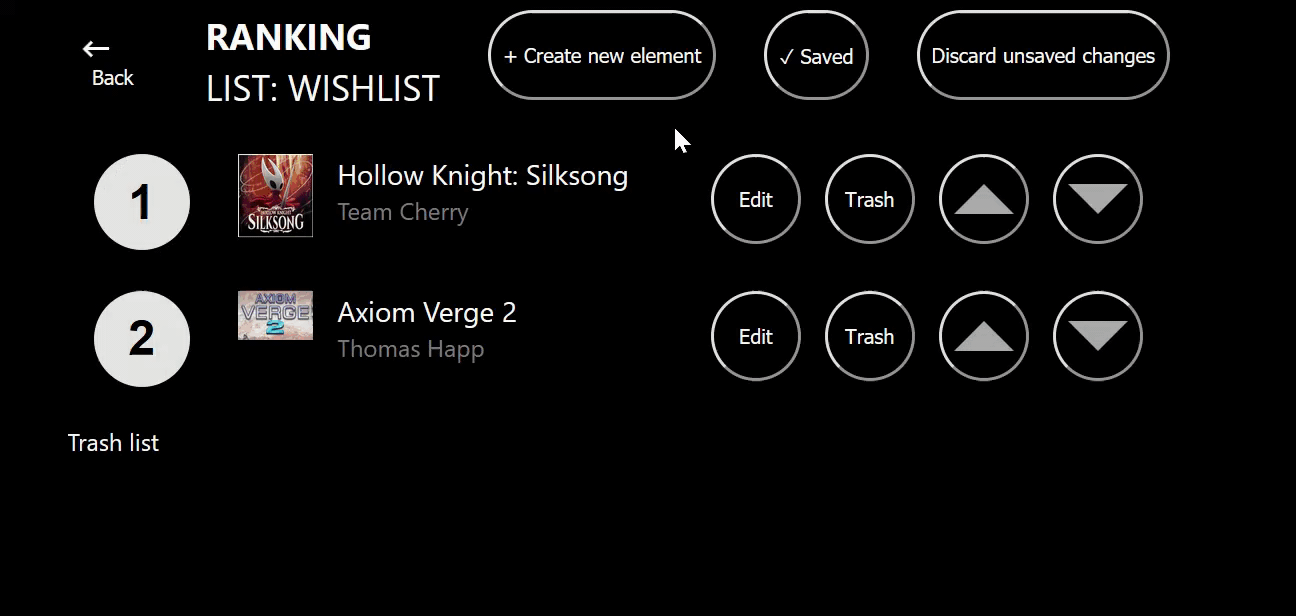 ←
Back
RANKING
LIST: WISHLIST
+ Create new element
✓ Saved
Discard unsaved changes
1
HOLLOW KNIGHT
SILKSONG
Hollow Knight: Silksong
Team Cherry
Edit
Trash
2
AXIOM
VERGE
2
Axiom Verge 2
Thomas Happ
Edit
Trash
Trash list